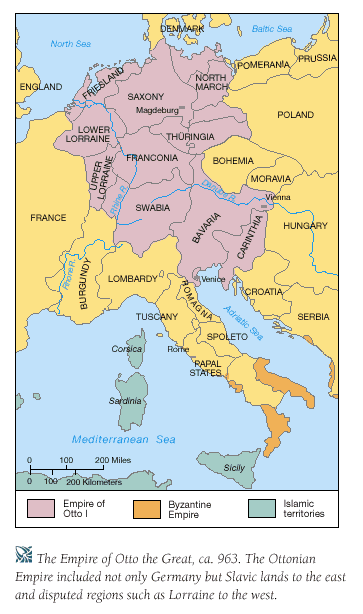 DENMARK
North Sea
Baltic Sea
PRUSSIA
POMERANIA
ENGLAND
FRIESLAND
NORTH
MARCH
SAXONY
Magdeburg
POLAND
LOWER
LORRAINE
THURINGIA
FRANCONIA
BOHEMIA
UPPER
LORRAINE
MORAVIA
Rhine R.
Danube R.
Vienna
SWABIA
FRANCE
BAVARIA
CARINTHIA
HUNGARY
Rhone R.
BURGUNDY
LOMBARDY
Venice
ROMAGNA
CROATIA
Adriatic Sea
SERBIA
TUSCANY
SPOLETO
Corsica
Rome
PAPAL
STATES
Sardinia
Mediterranean Sea
0 200 Miles
0 100 200 Kilometers
Sicily
Empire of
Otto I
Byzantine
Empire
Islamic
territories
The Empire of Otto the Great, ca. 963. The Ottonian
Empire included not only Germany but Slavic lands to the east
and disputed regions such as Lorraine to the west.